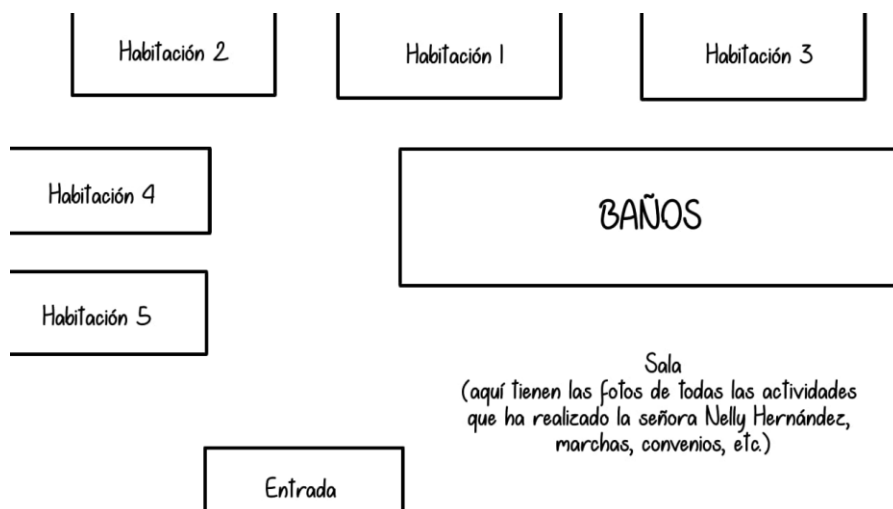 Habitación 2
Habitación 1
Habitación 3
Habitación 4
BAÑOS
Habitación 5
Sala
(aquí tienen las fotos de todas las actividades
que ha realizado la señora Nelly Hernández,
marchas, convenios, etc.)
Entrada